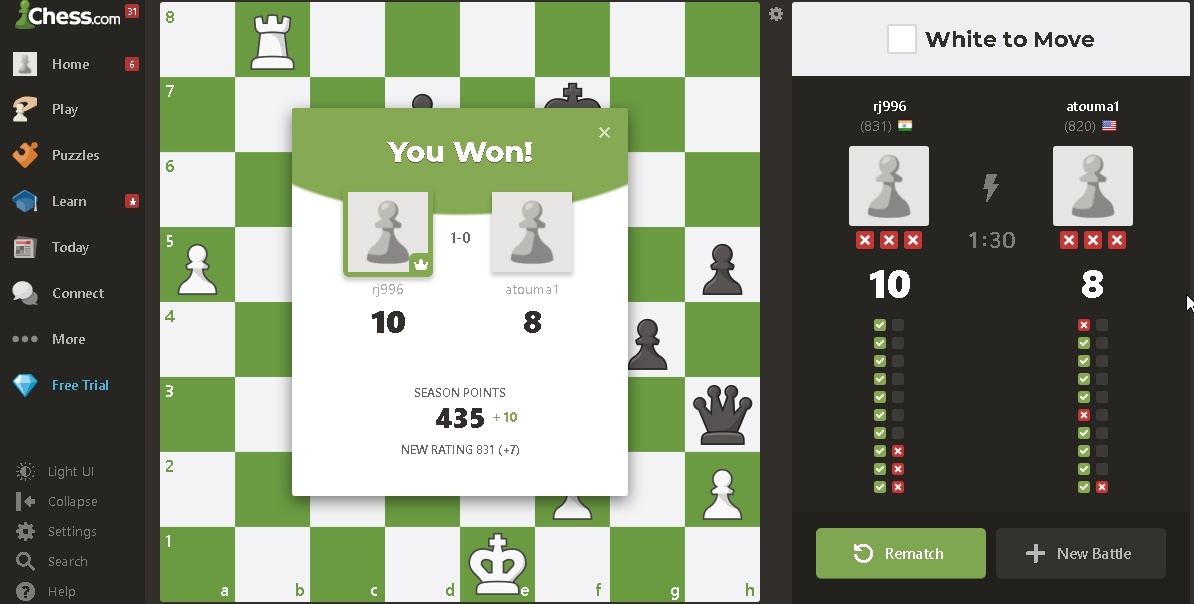 Chess.com 31
Home 6
Play
Puzzles
Learn
Today
Connect
More
Free Trial
Light UI
Collapse
Settings
Search
Help
8
7
6
5
4
3
2
1
a b c d e f g h
You Won!
×
1-0
rj996 atouma1
10 8
SEASON POINTS
435 +10
NEW RATING 831 (+7)
White to Move
rj996 atouma1
(831) (820)
1:30
10 8
Rematch
New Battle